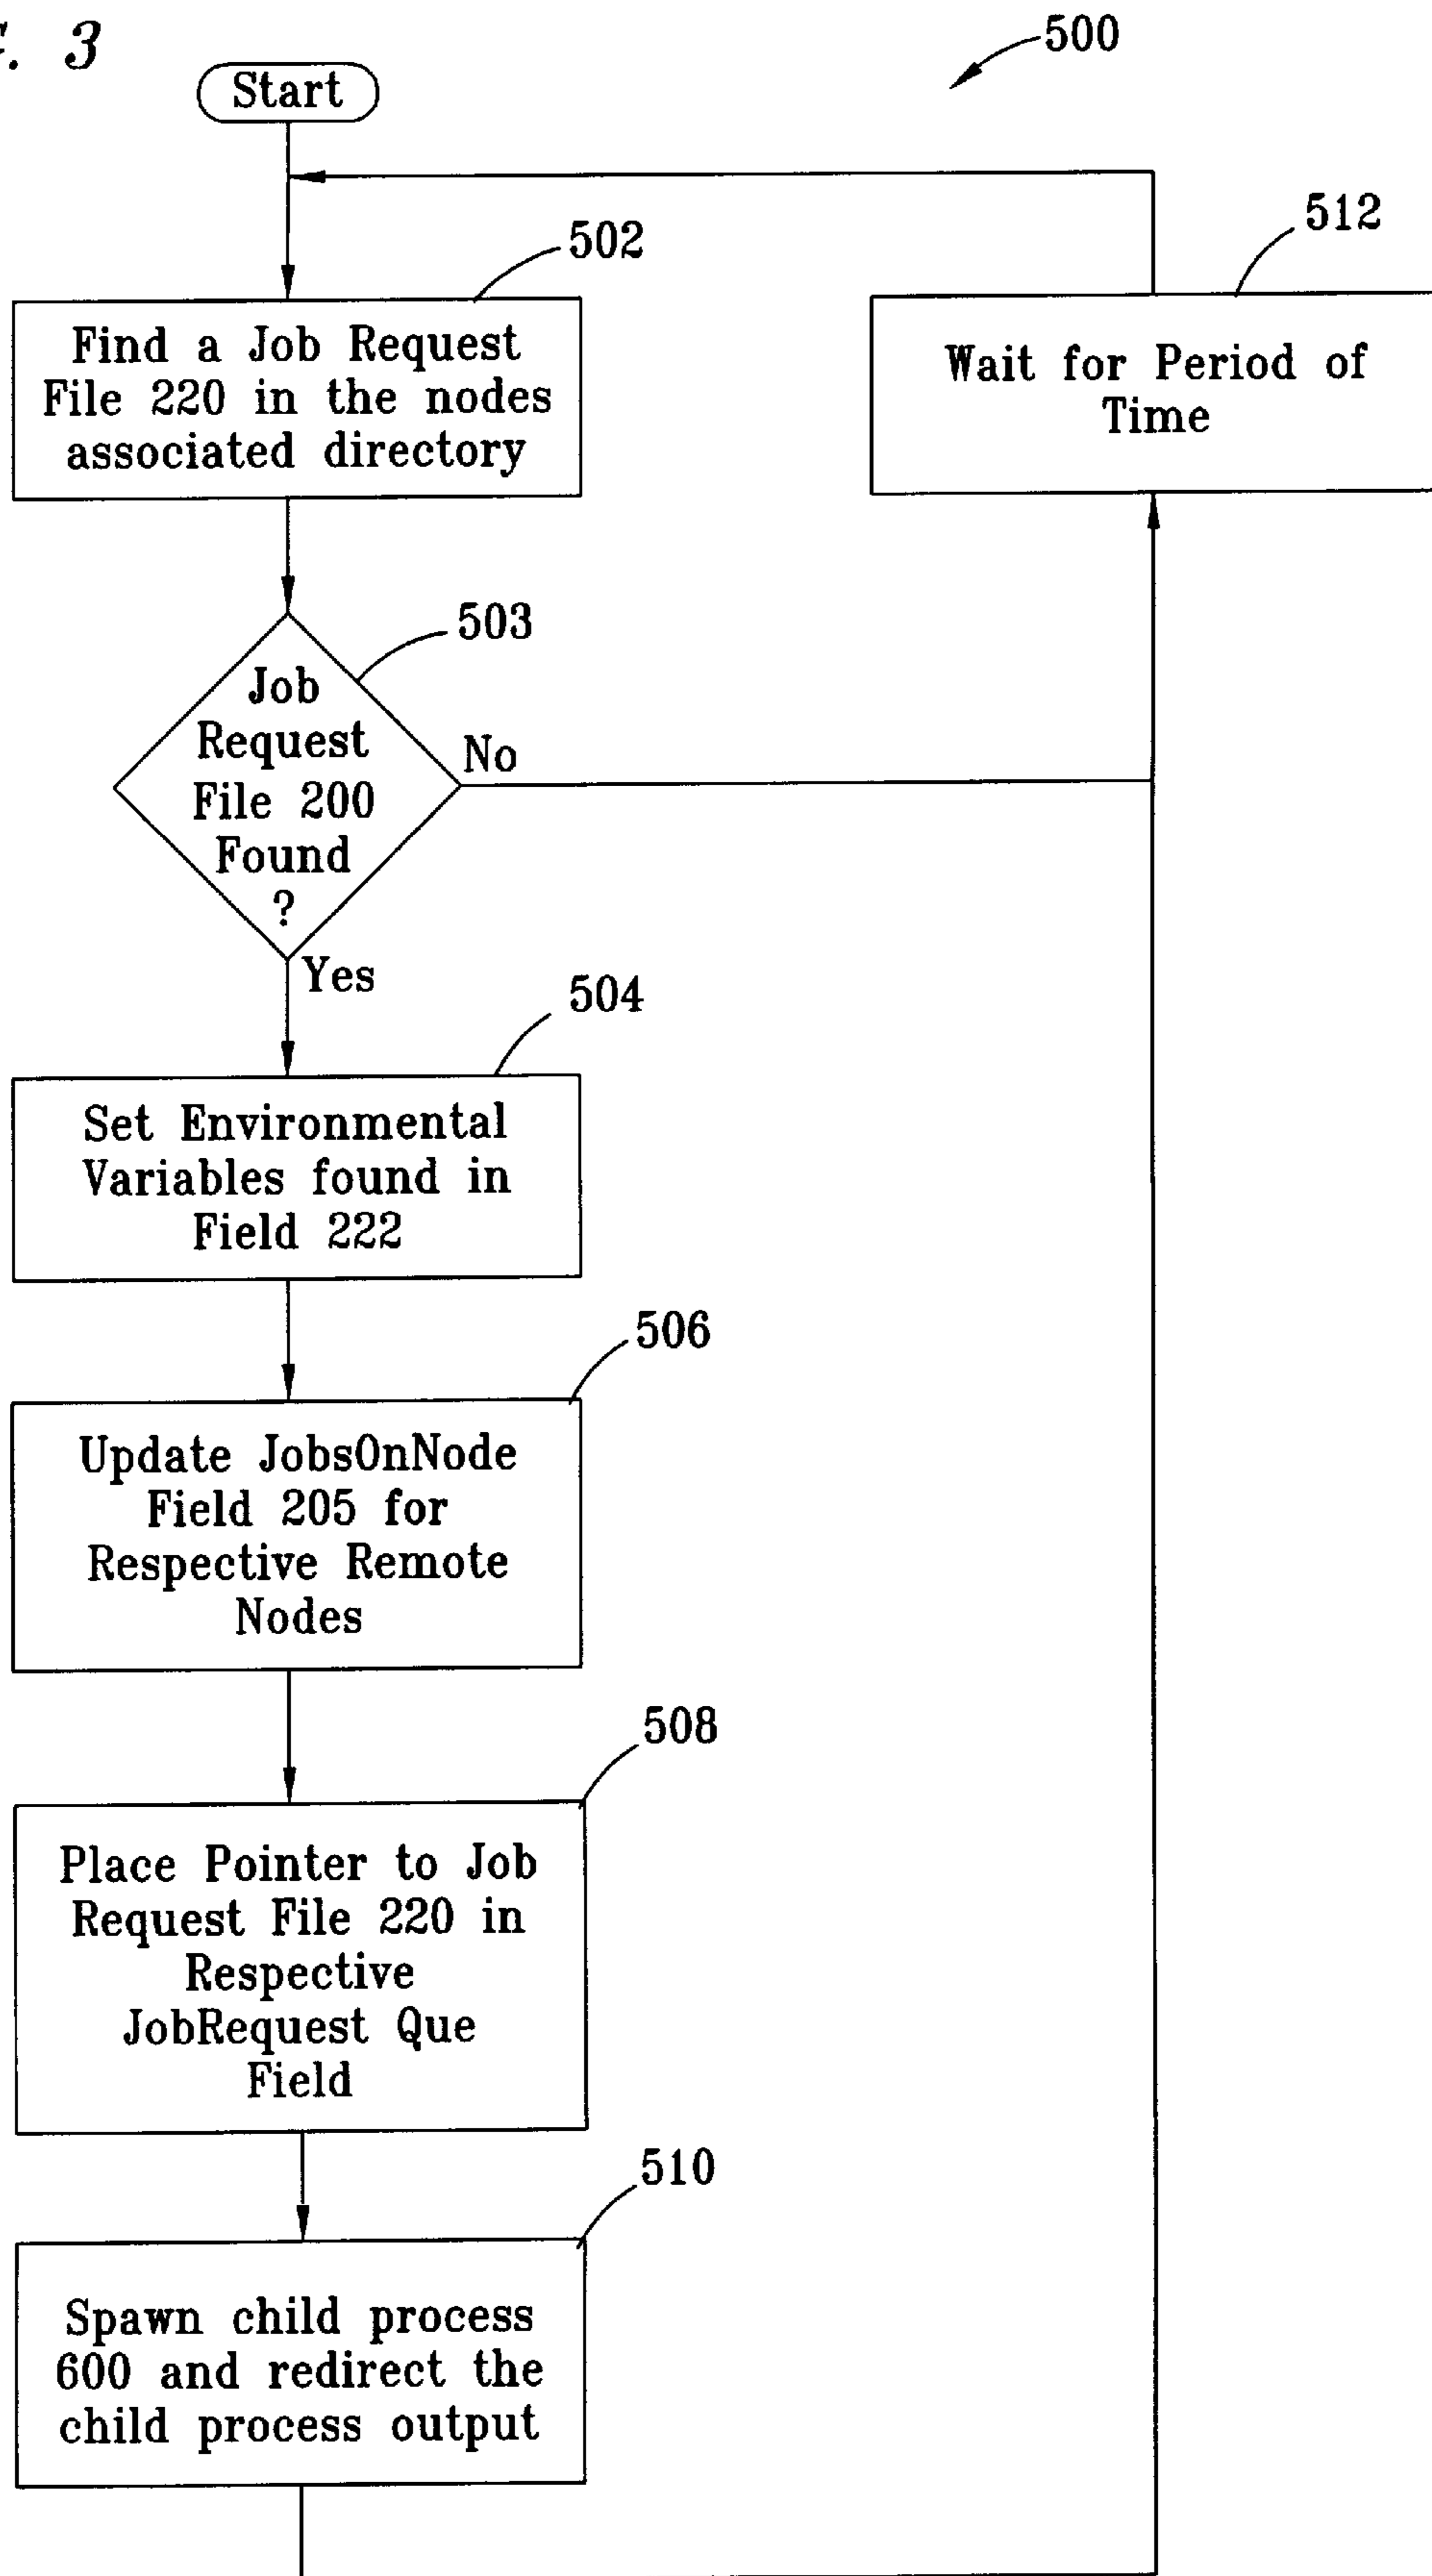 3
500
Start
502
512
Find a Job Request
File 220 in the nodes
associated directory
Wait for Period of
Time
503
Job
Request
File 200
Found
?
No
Yes
504
Set Environmental
Variables found in
Field 222
506
Update JobsOnNode
Field 205 for
Respective Remote
Nodes
508
Place Pointer to Job
Request File 220 in
Respective
JobRequest Que
Field
510
Spawn child process
600 and redirect the
child process output